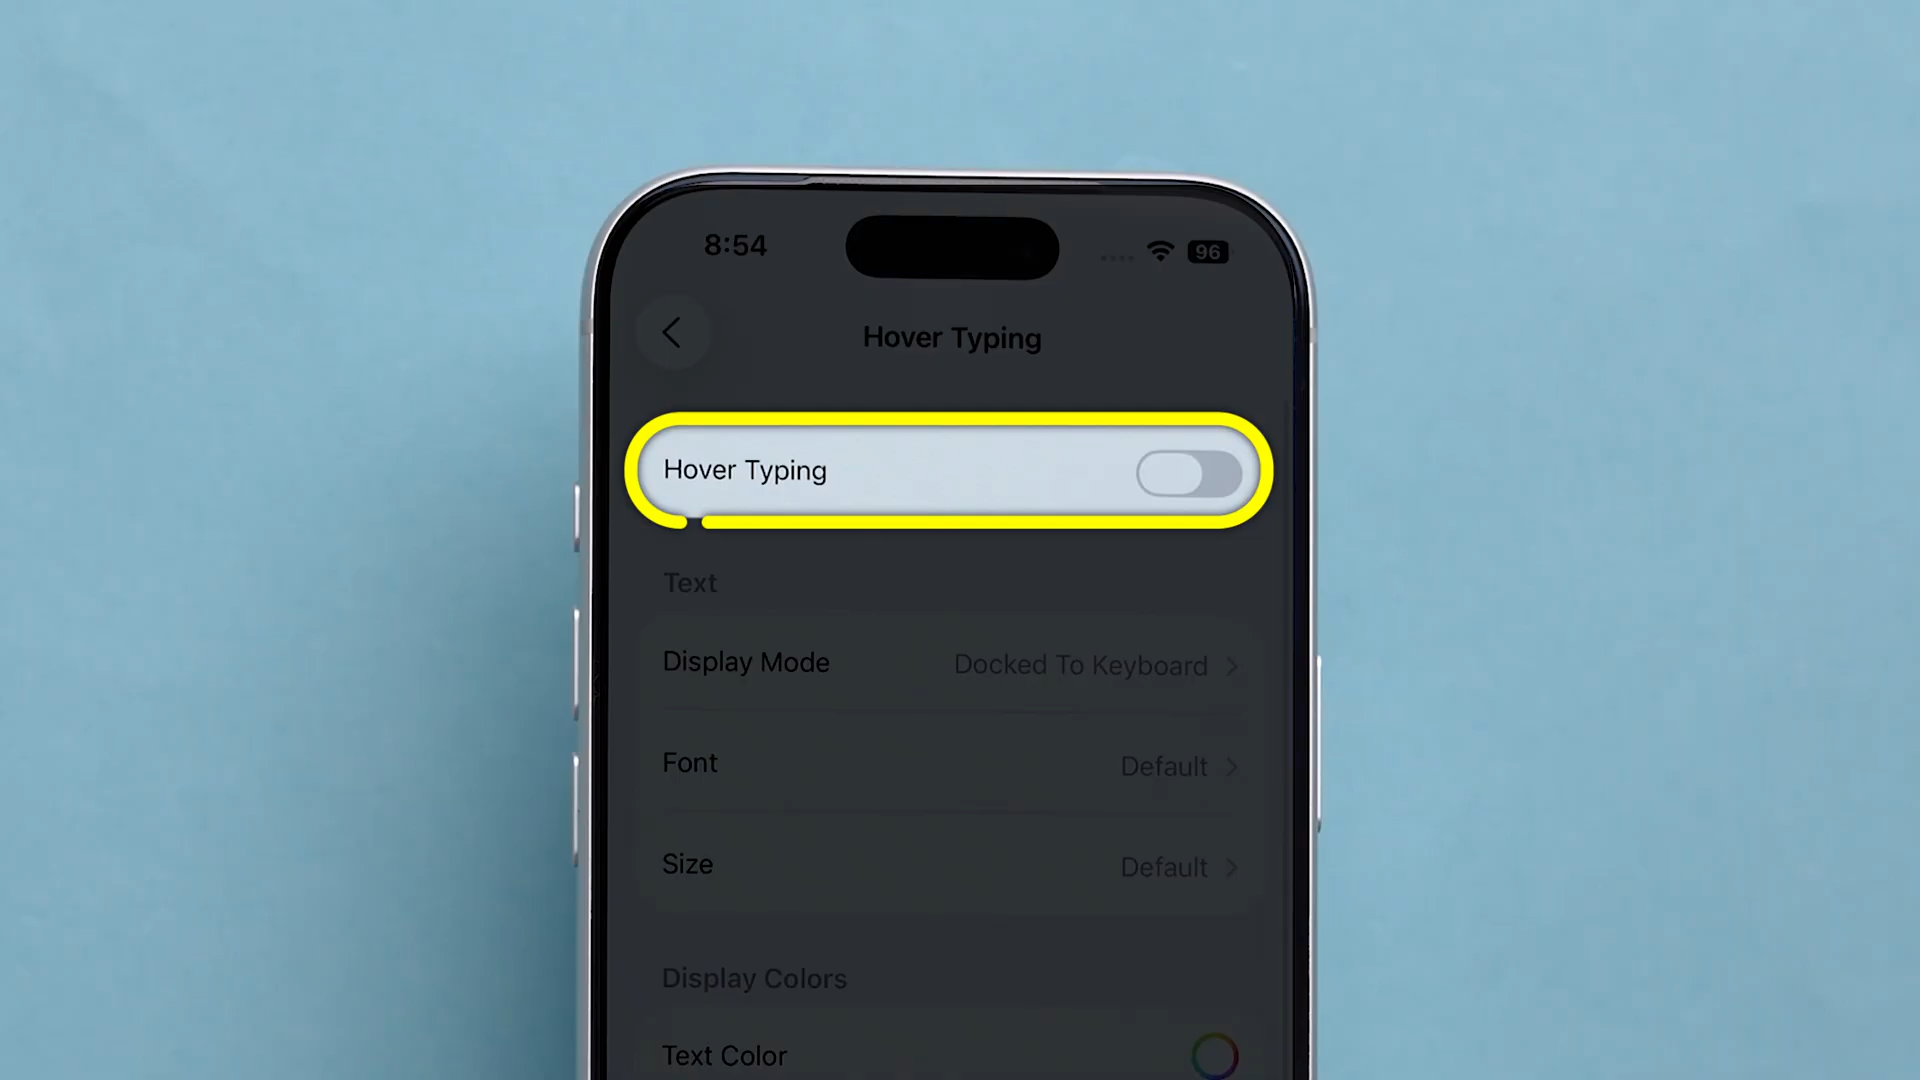 8:54
96
Hover Typing
Hover Typing
Text
Display Mode Docked To Keyboard
Font Default
Size Default
Display Colors
Text Color